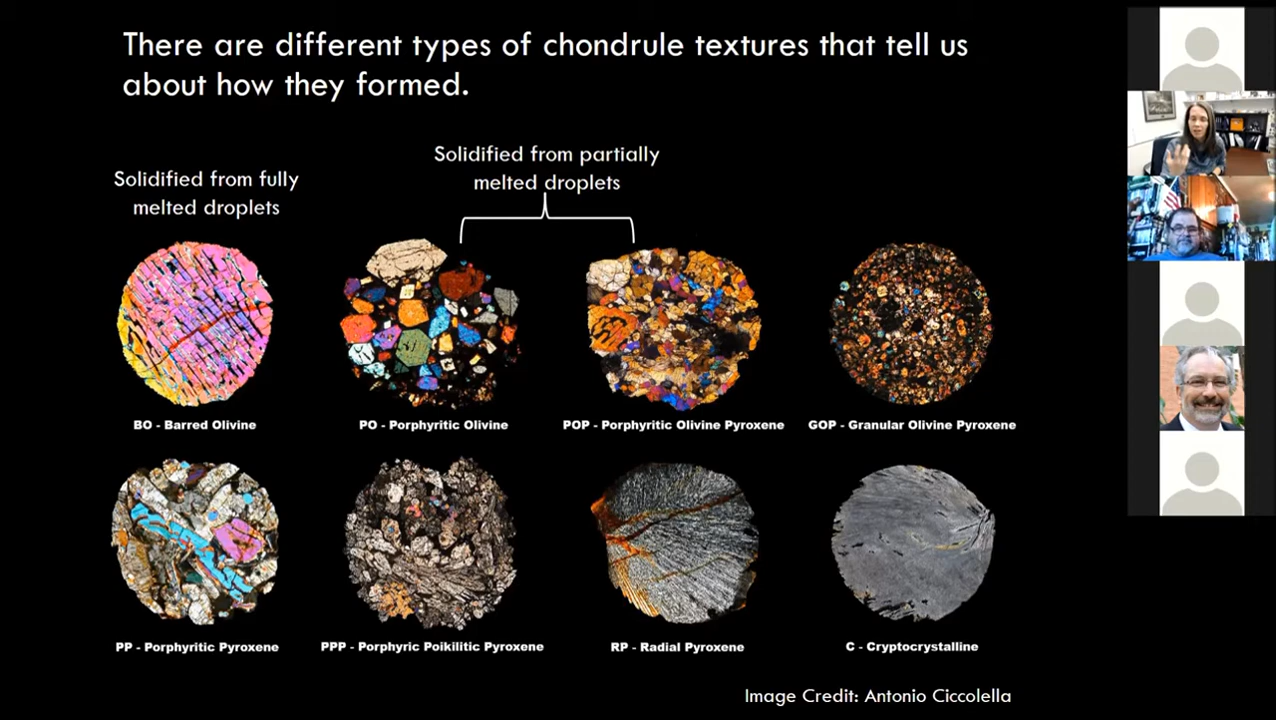 There are different types of chondrule textures that tell us
about how they formed.
Solidified from fully
melted droplets
Solidified from partially
melted droplets
BO - Barred Olivine
PO - Porphyritic Olivine
POP - Porphyritic Olivine Pyroxene
GOP - Granular Olivine Pyroxene
PP - Porphyritic Pyroxene
PPP - Porphyric Poikilitic Pyroxene
RP - Radial Pyroxene
C - Cryptocrystalline
Image Credit: Antonio Ciccolella